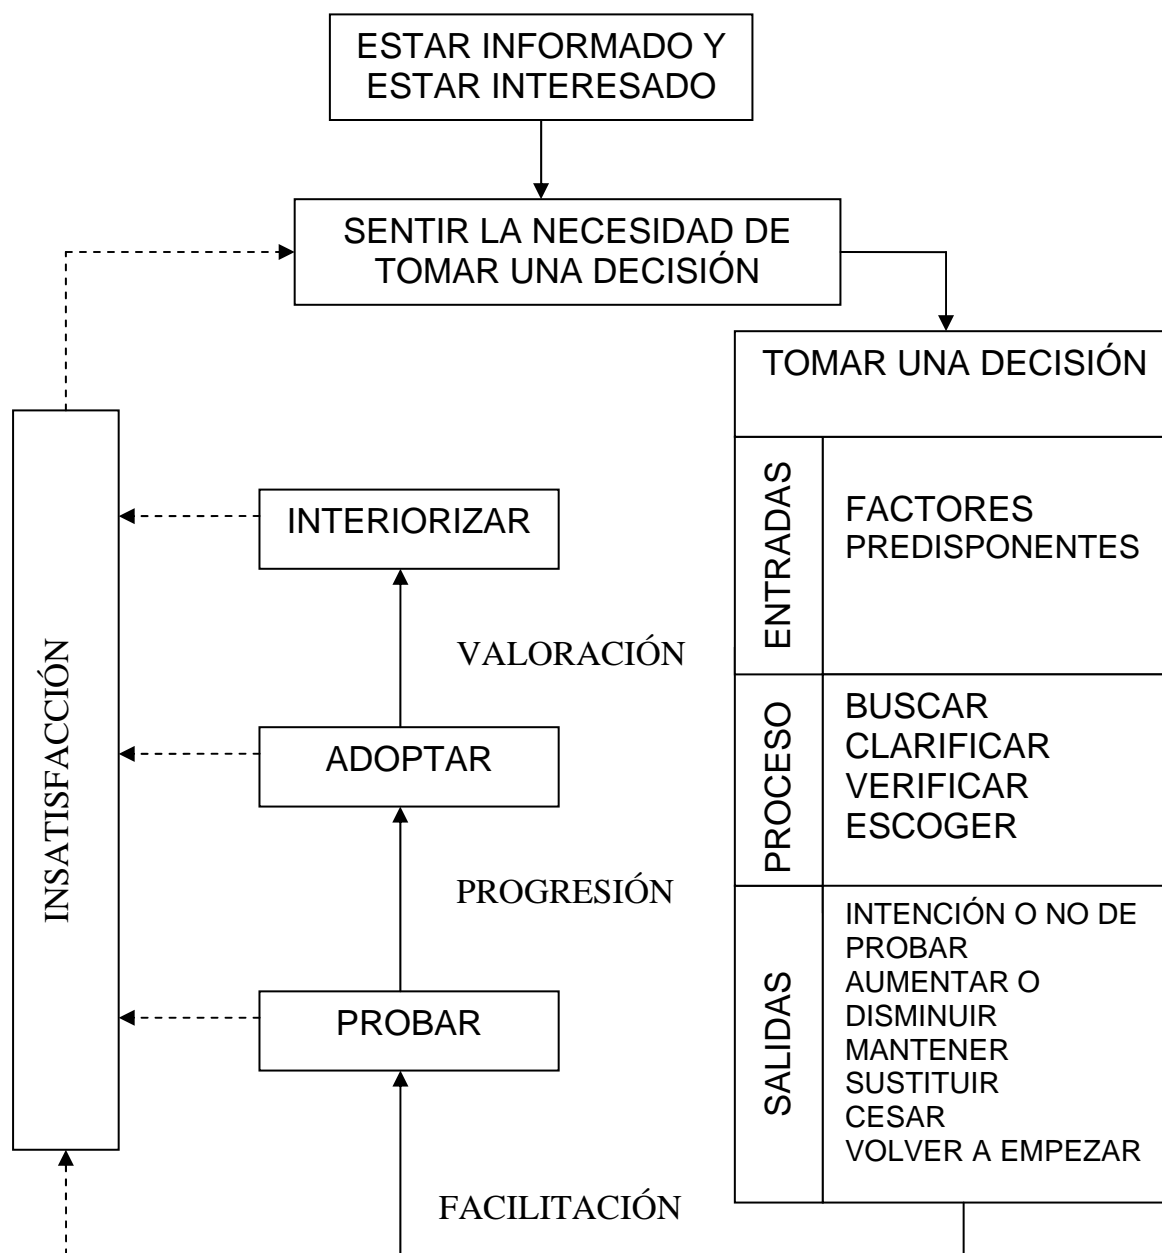 ESTAR INFORMADO Y
ESTAR INTERESADO
SENTIR LA NECESIDAD DE
TOMAR UNA DECISIÓN
TOMAR UNA DECISIÓN
ENTRADAS
FACTORES
PREDISPONENTES
PROCESO
BUSCAR
CLARIFICAR
VERIFICAR
ESCOGER
SALIDAS
INTENCIÓN O NO DE
PROBAR
AUMENTAR O
DISMINUIR
MANTENER
SUSTITUIR
CESAR
VOLVER A EMPEZAR
INSATISFACCIÓN
INTERIORIZAR
VALORACIÓN
ADOPTAR
PROGRESIÓN
PROBAR
FACILITACIÓN